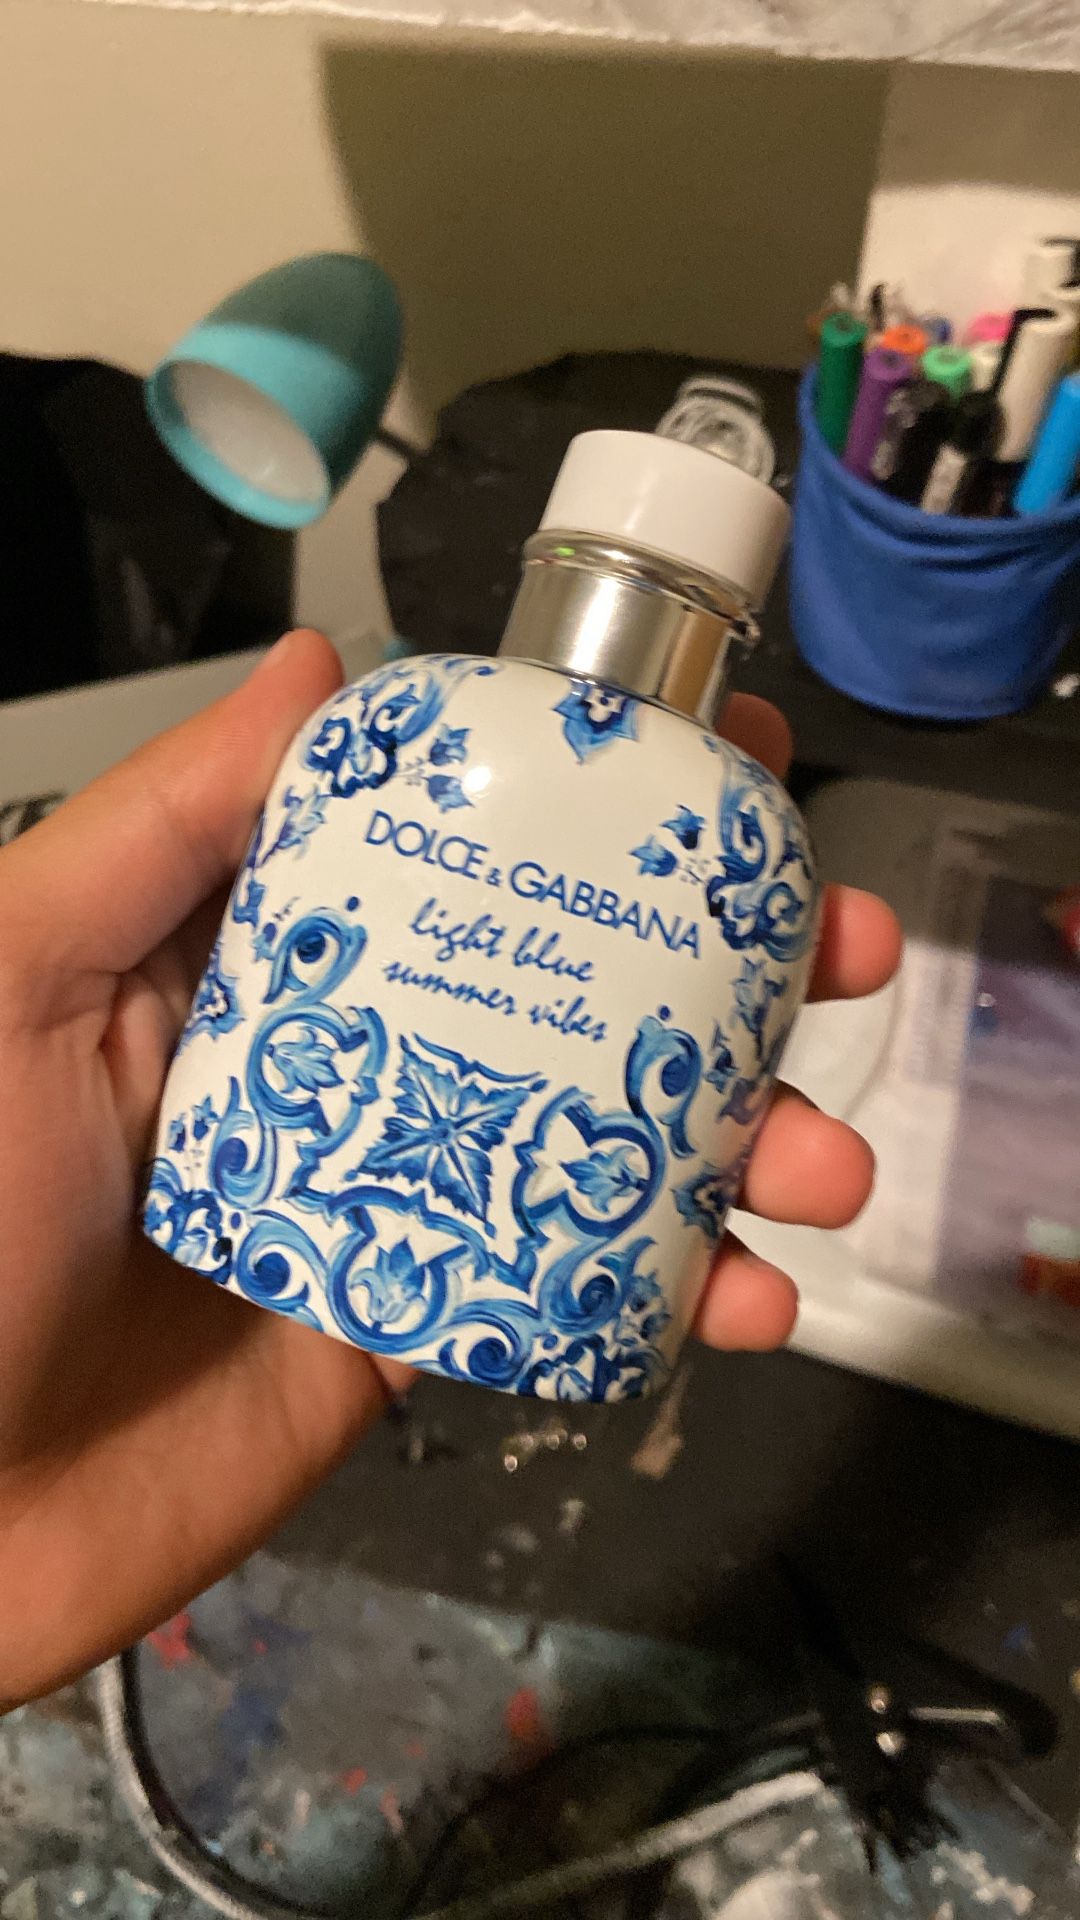 DOLCE & GABBANA
light blue
summer vibes